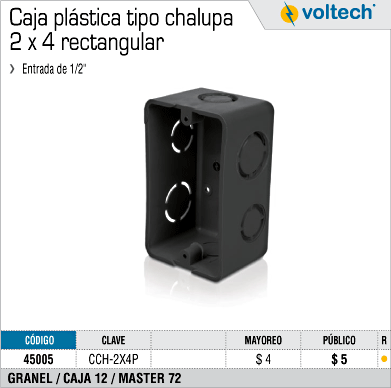 Caja plástica tipo chalupa
2 x 4 rectangular
voltech
› Entrada de 1/2"
CÓDIGO CLAVE MAYOREO PÚBLICO R
45005 CCH-2X4P $ 4 $ 5
GRANEL / CAJA 12 / MASTER 72